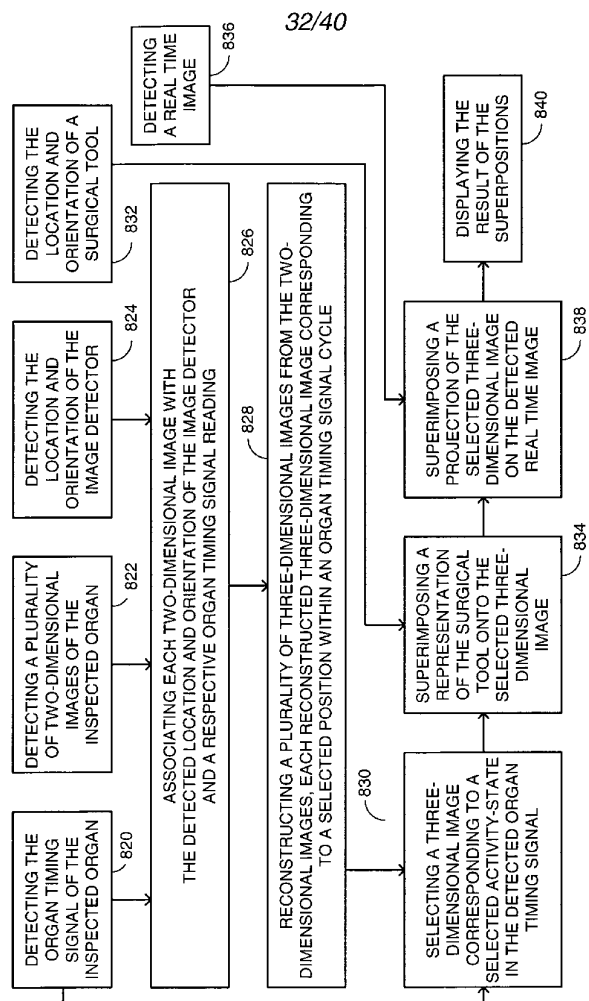 32/40
DETECTING THE
ORGAN TIMING
SIGNAL OF THE
INSPECTED ORGAN
820
DETECTING A PLURALITY
OF TWO-DIMENSIONAL
IMAGES OF THE
INSPECTED ORGAN
822
DETECTING THE
LOCATION AND
ORIENTATION OF THE
IMAGE DETECTOR
824
DETECTING THE
LOCATION AND
ORIENTATION OF A
SURGICAL TOOL
832
ASSOCIATING EACH TWO-DIMENSIONAL IMAGE WITH
THE DETECTED LOCATION AND ORIENTATION OF THE IMAGE DETECTOR
AND A RESPECTIVE ORGAN TIMING SIGNAL READING
826
DETECTING
A REAL TIME
IMAGE
836
RECONSTRUCTING A PLURALITY OF THREE-DIMENSIONAL IMAGES FROM THE TWO-
DIMENSIONAL IMAGES, EACH RECONSTRUCTED THREE-DIMENSIONAL IMAGE CORRESPONDING
TO A SELECTED POSITION WITHIN AN ORGAN TIMING SIGNAL CYCLE
828
830
SELECTING A THREE-
DIMENSIONAL IMAGE
CORRESPONDING TO A
SELECTED ACTIVITY-STATE
IN THE DETECTED ORGAN
TIMING SIGNAL
SUPERIMPOSING A
REPRESENTATION
OF THE SURGICAL
TOOL ONTO THE
SELECTED THREE-
DIMENSIONAL
IMAGE
834
SUPERIMPOSING A
PROJECTION OF THE
SELECTED THREE-
DIMENSIONAL IMAGE
ON THE DETECTED
REAL TIME IMAGE
838
DISPLAYING THE
RESULT OF THE
SUPERPOSITIONS
840